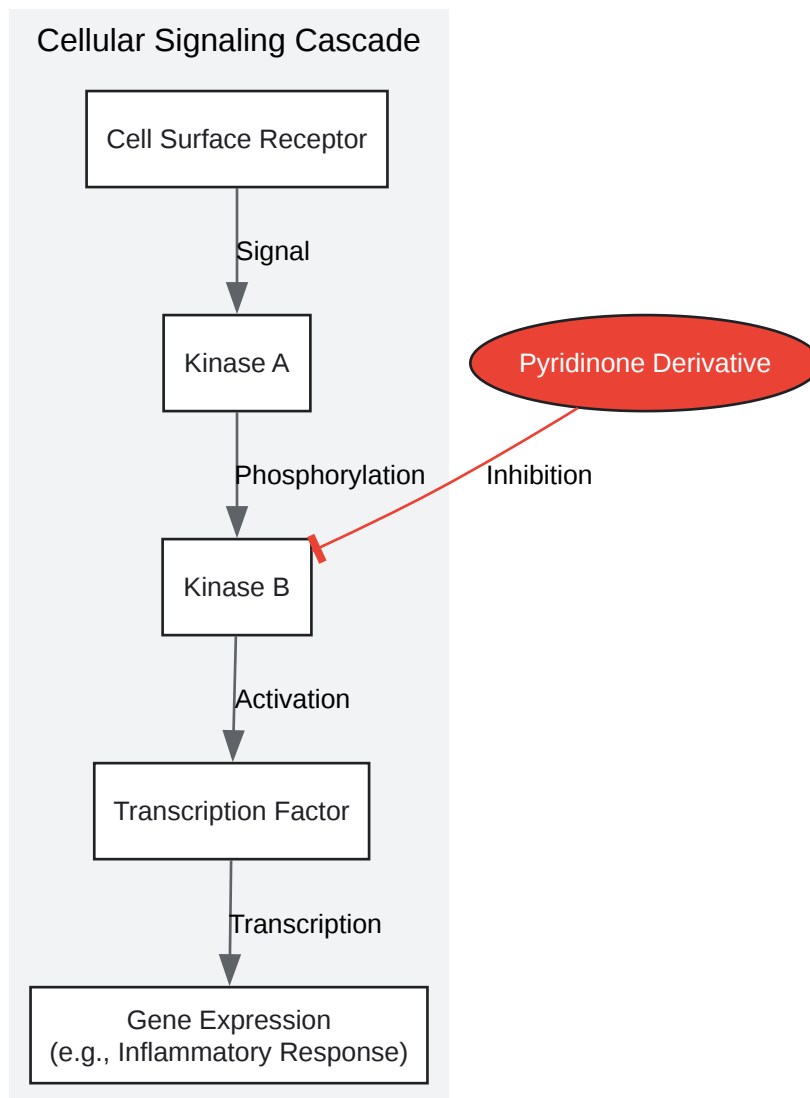 Cellular Signaling Cascade
Cell Surface Receptor
Signal
Kinase A
Pyridinone Derivative
Phosphorylation
Inhibition
Kinase B
Activation
Transcription Factor
Transcription
Gene Expression
(e.g., Inflammatory Response)